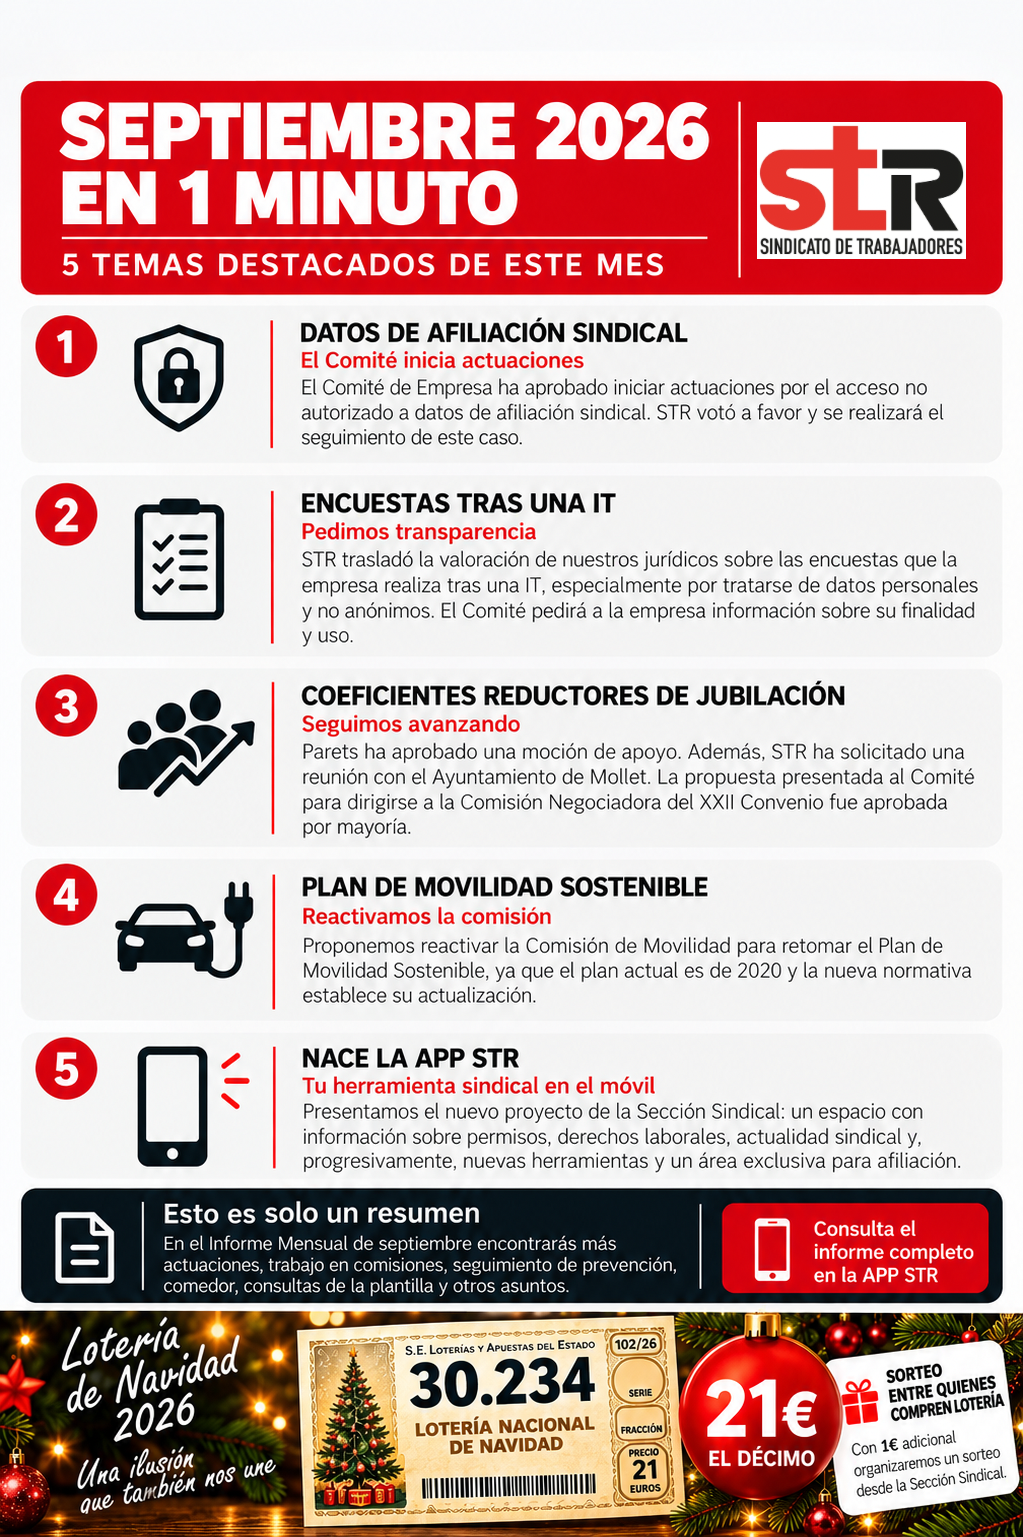 SEPTIEMBRE 2026
EN 1 MINUTO
5 TEMAS DESTACADOS DE ESTE MES
STR
SINDICATO DE TRABAJADORES
1
DATOS DE AFILIACIÓN SINDICAL
El Comité inicia actuaciones
El Comité de Empresa ha aprobado iniciar actuaciones por el acceso no
autorizado a datos de afiliación sindical. STR votó a favor y se realizará el
seguimiento de este caso.
2
ENCUESTAS TRAS UNA IT
Pedimos transparencia
STR trasladó la valoración de nuestros jurídicos sobre las encuestas que la
empresa realiza tras una IT, especialmente por tratarse de datos personales
y no anónimos. El Comité pedirá a la empresa información sobre su finalidad
y uso.
3
COEFICIENTES REDUCTORES DE JUBILACIÓN
Seguimos avanzando
Parets ha aprobado una moción de apoyo. Además, STR ha solicitado una
reunión con el Ayuntamiento de Mollet. La propuesta presentada al Comité
para dirigirse a la Comisión Negociadora del XXII Convenio fue aprobada
por mayoría.
4
PLAN DE MOVILIDAD SOSTENIBLE
Reactivamos la comisión
Proponemos reactivar la Comisión de Movilidad para retomar el Plan de
Movilidad Sostenible, ya que el plan actual es de 2020 y la nueva normativa
establece su actualización.
5
NACE LA APP STR
Tu herramienta sindical en el móvil
Presentamos el nuevo proyecto de la Sección Sindical: un espacio con
información sobre permisos, derechos laborales, actualidad sindical y,
progresivamente, nuevas herramientas y un área exclusiva para afiliación.
Esto es solo un resumen
En el Informe Mensual de septiembre encontrarás más
actuaciones, trabajo en comisiones, seguimiento de prevención,
comedor, consultas de la plantilla y otros asuntos.
Consulta el
informe completo
en la APP STR
Lotería
de Navidad
2026
Una ilusión
que también nos une
S.E. LOTERÍAS Y APUESTAS DEL ESTADO
30.234
LOTERÍA NACIONAL
DE NAVIDAD
102/26
SERIE
FRACCIÓN
PRECIO
21
EUROS
21€
EL DÉCIMO
SORTEO
ENTRE QUIENES
COMPREN LOTERÍA
Con 1€ adicional
organizaremos un sorteo
desde la Sección Sindical.